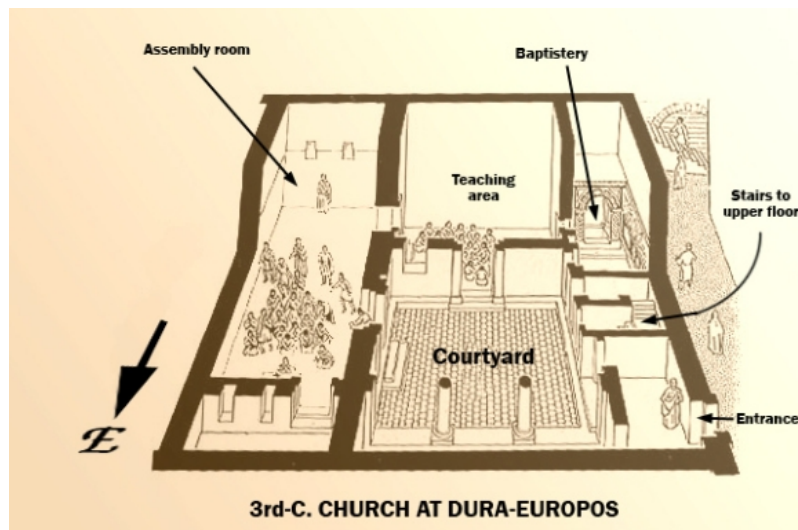 Assembly room
Baptistery
Teaching
area
Stairs to
upper floor
Courtyard
Entrance
E
3rd-C. CHURCH AT DURA-EUROPOS